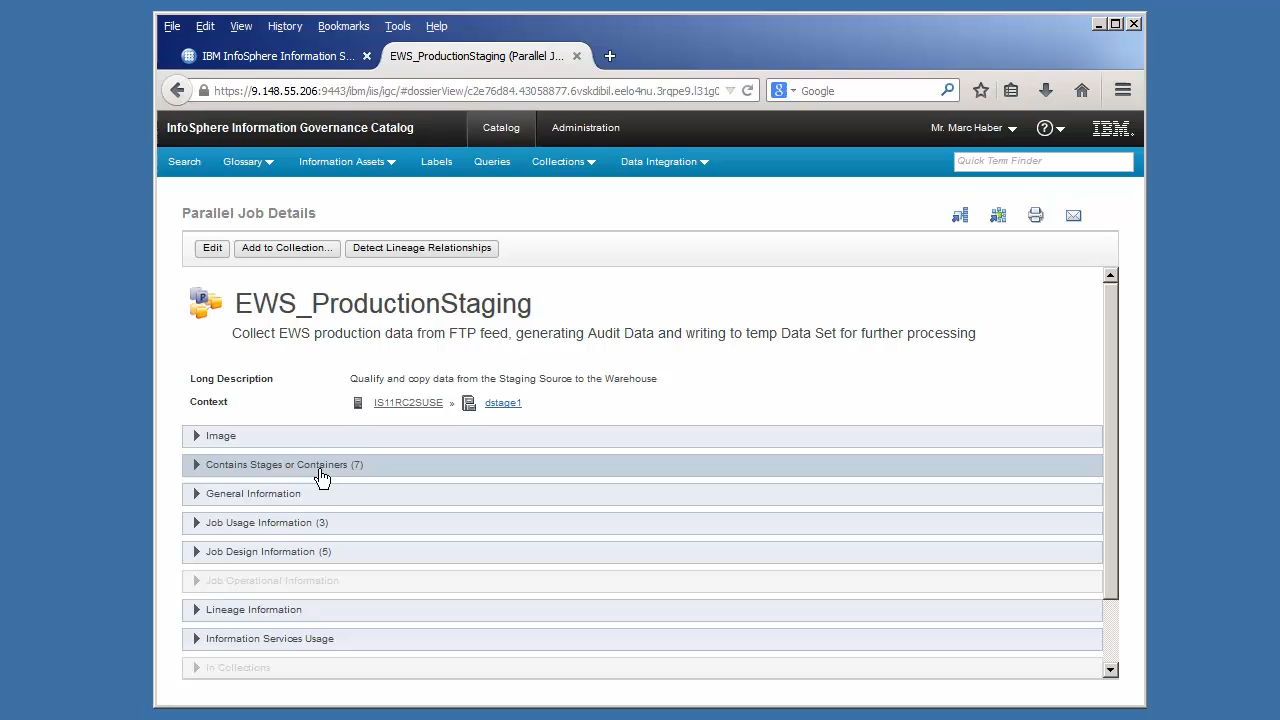 File Edit View History Bookmarks Tools Help
IBM InfoSphere Information S... EWS_ProductionStaging (Parallel J...
https://9.148.55.206:9443/ibm/iis/igc/#dossierView/c2e76d84.43058877.6vskdibil.eelo4nu.3rqpe9.l31g0 Google
InfoSphere Information Governance Catalog Catalog Administration Mr. Marc Haber ? IBM
Search Glossary Information Assets Labels Queries Collections Data Integration Quick Term Finder
Parallel Job Details
Edit Add to Collection... Detect Lineage Relationships
EWS_ProductionStaging
Collect EWS production data from FTP feed, generating Audit Data and writing to temp Data Set for further processing
Long Description Qualify and copy data from the Staging Source to the Warehouse
Context IS11RC2SUSE » dstage1
Image
Contains Stages or Containers (7)
General Information
Job Usage Information (3)
Job Design Information (5)
Job Operational Information
Lineage Information
Information Services Usage
In Collections